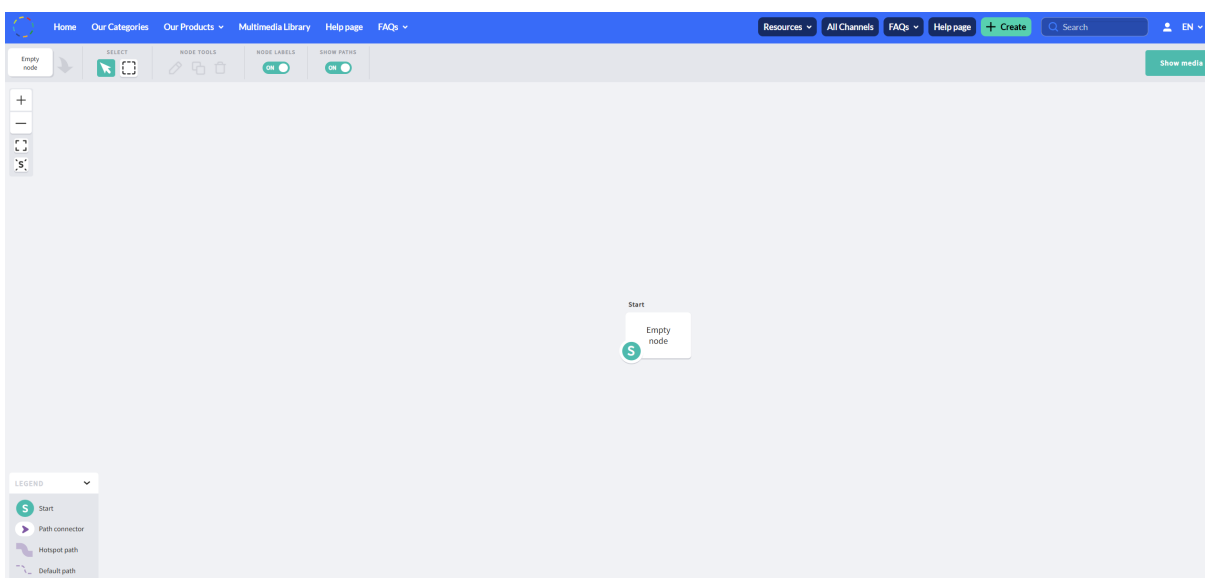 Home Our Categories Our Products Multimedia Library Help page FAQs Resources All Channels FAQs Help page + Create Search EN
Empty
node
SELECT NODE TOOLS NODE LABELS SHOW PATHS
ON ON
Show media
S
Start
Empty
node
S
LEGEND
S Start
Path connector
Hotspot path
Default path